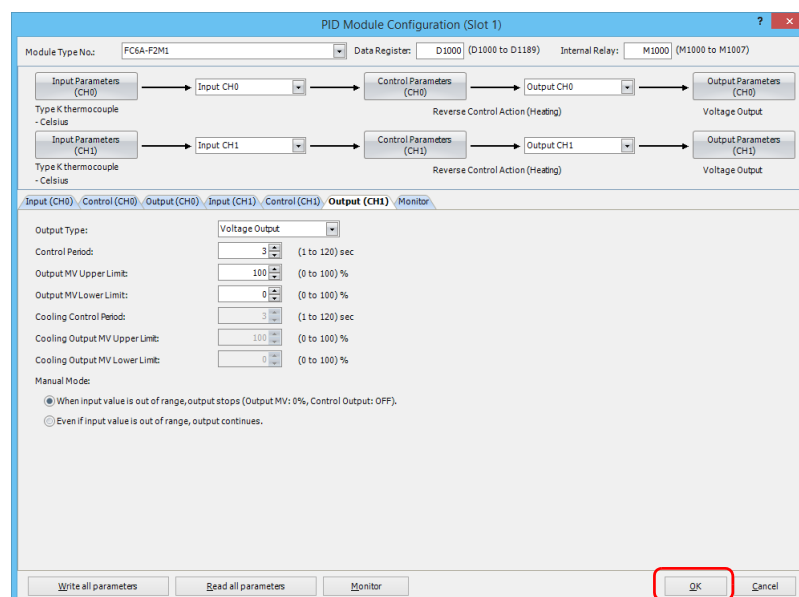 PID Module Configuration (Slot 1)
? ×
Module Type No.: FC6A-F2M1 Data Register: D1000 (D1000 to D1189) Internal Relay: M1000 (M1000 to M1007)
Input Parameters (CH0) Input CH0 Control Parameters (CH0) Output CH0 Output Parameters (CH0)
Type K thermocouple
- Celsius
Reverse Control Action (Heating)
Voltage Output
Input Parameters (CH1) Input CH1 Control Parameters (CH1) Output CH1 Output Parameters (CH1)
Type K thermocouple
- Celsius
Reverse Control Action (Heating)
Voltage Output
Input (CH0) Control (CH0) Output (CH0) Input (CH1) Control (CH1) Output (CH1) Monitor
Output Type: Voltage Output
Control Period: 3 (1 to 120) sec
Output MV Upper Limit: 100 (0 to 100) %
Output MV Lower Limit: 0 (0 to 100) %
Cooling Control Period: 3 (1 to 120) sec
Cooling Output MV Upper Limit: 100 (0 to 100) %
Cooling Output MV Lower Limit: 0 (0 to 100) %
Manual Mode:
When input value is out of range, output stops (Output MV: 0%, Control Output: OFF).
Even if input value is out of range, output continues.
Write all parameters Read all parameters Monitor OK Cancel